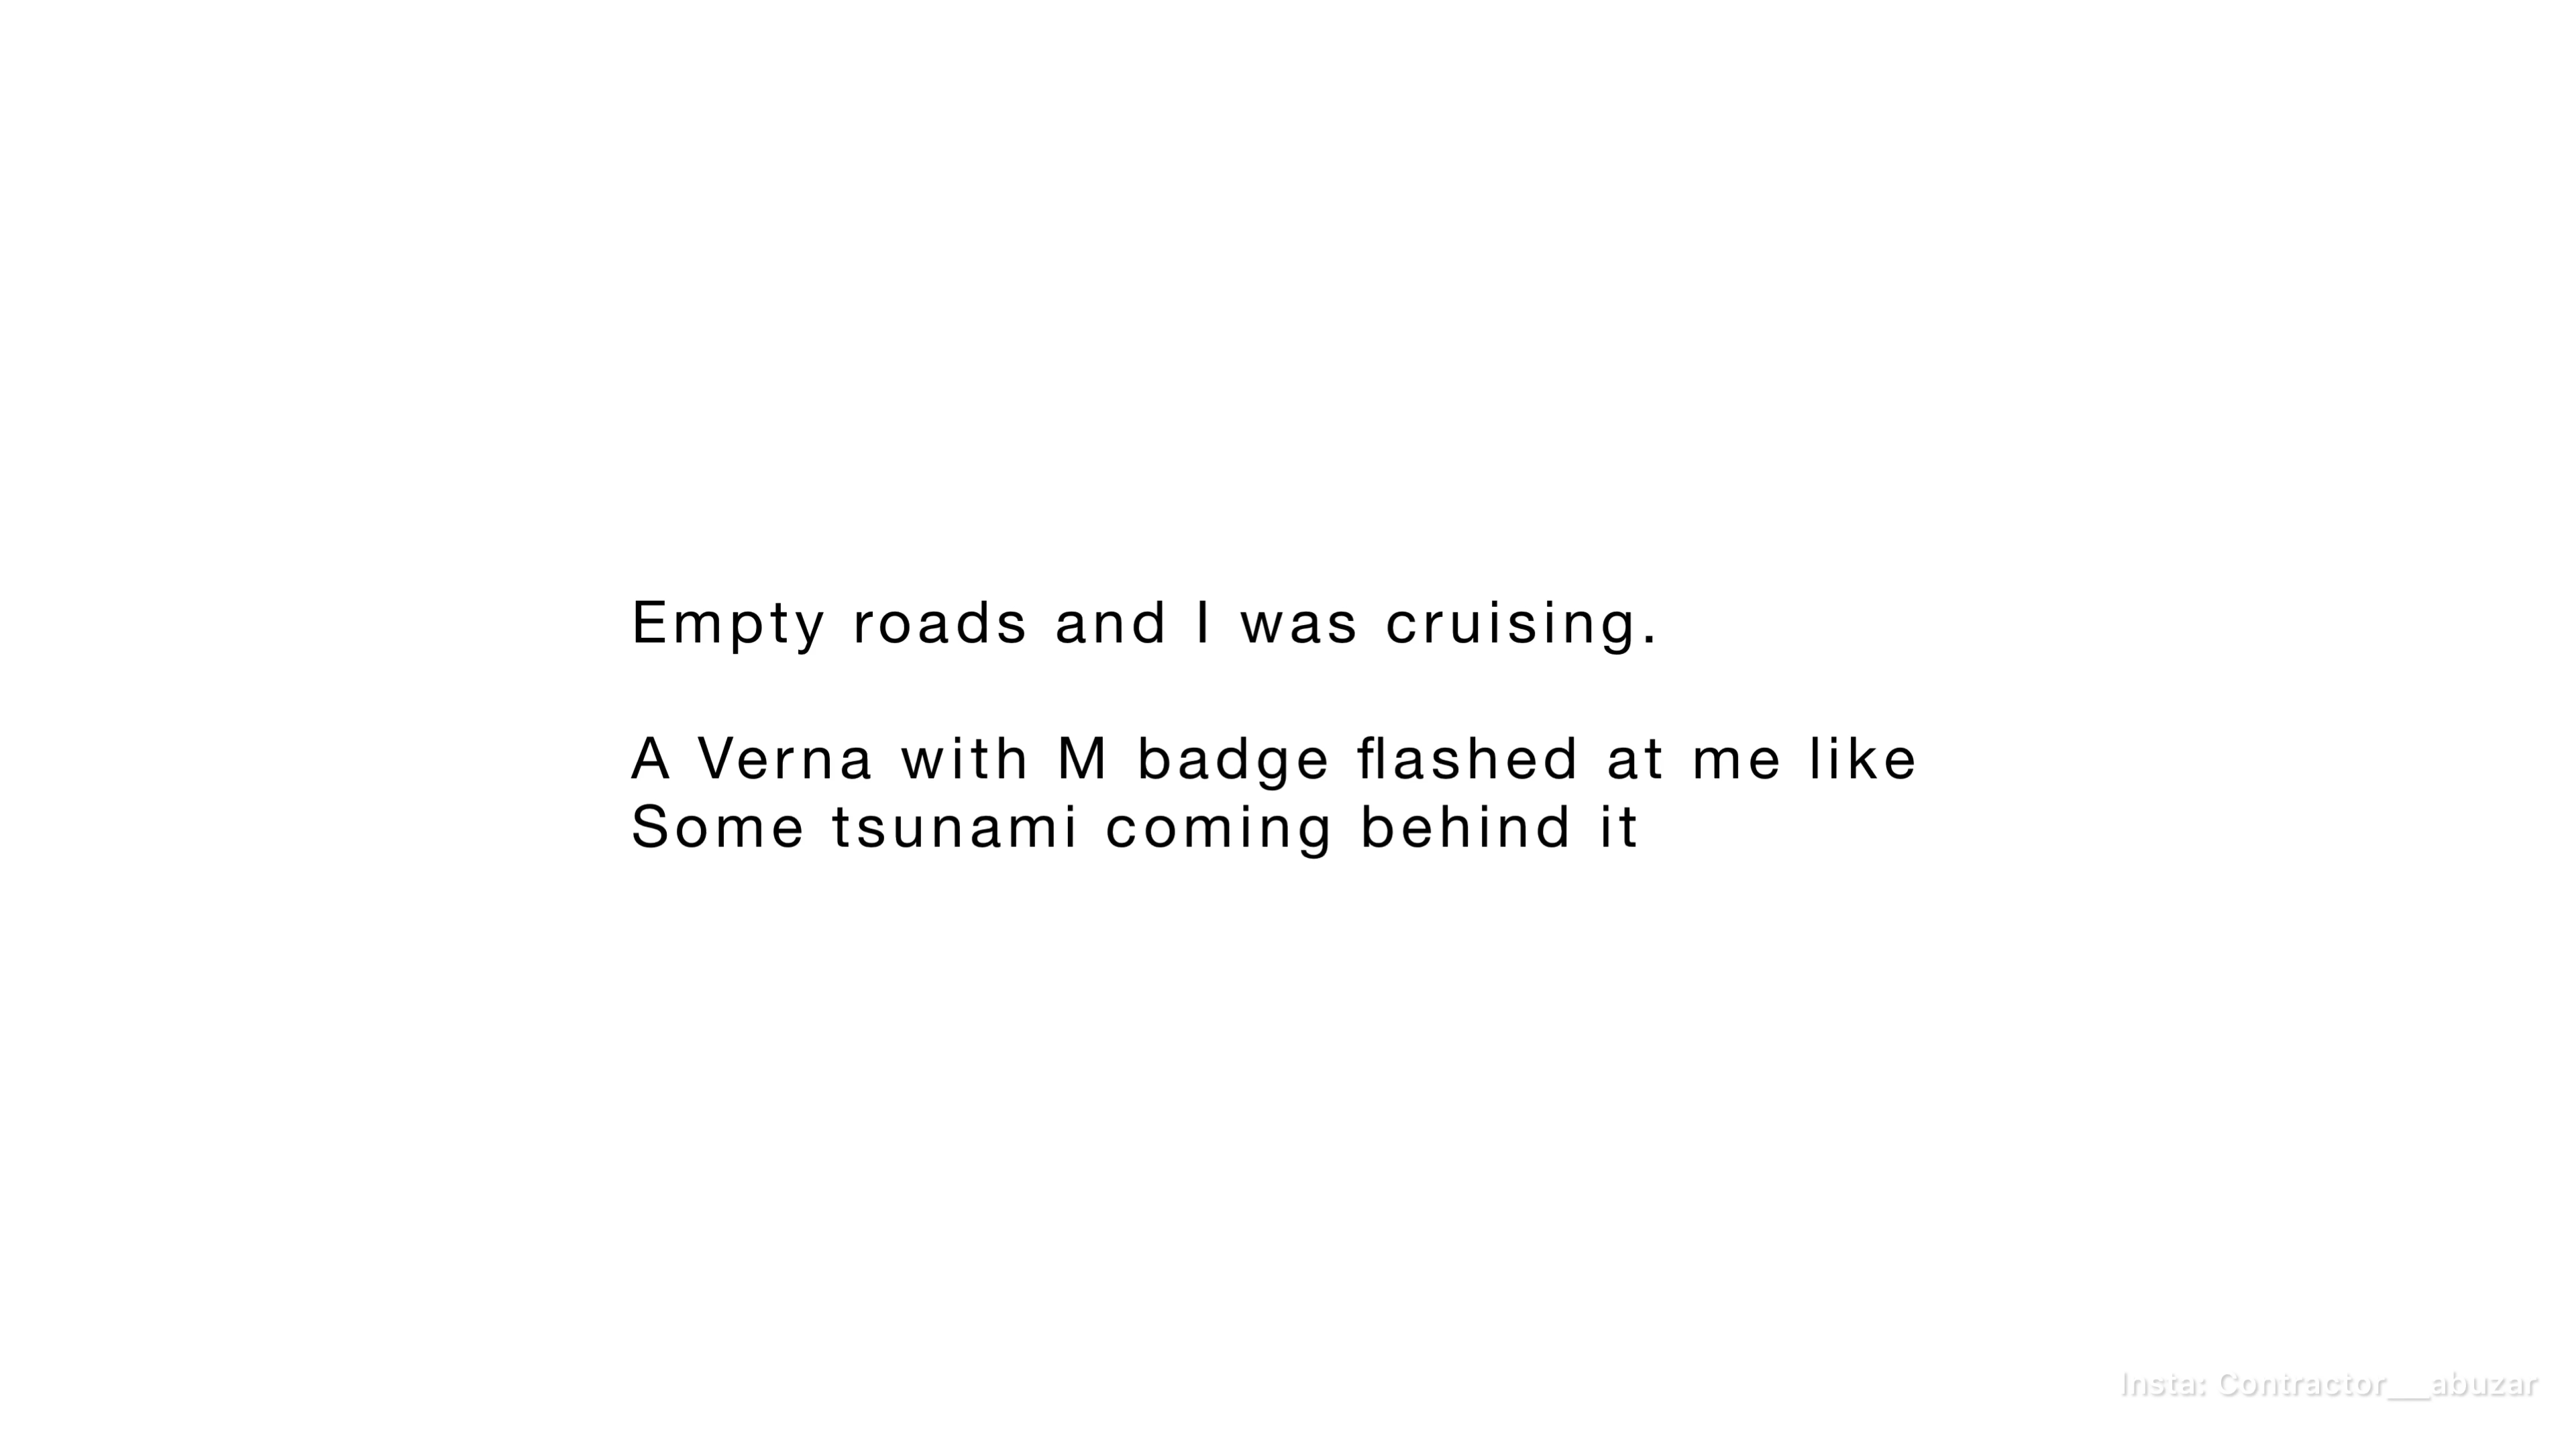 Empty roads and I was cruising.
A Verna with M badge flashed at me like
Some tsunami coming behind it
Insta: Contractor__abuzar